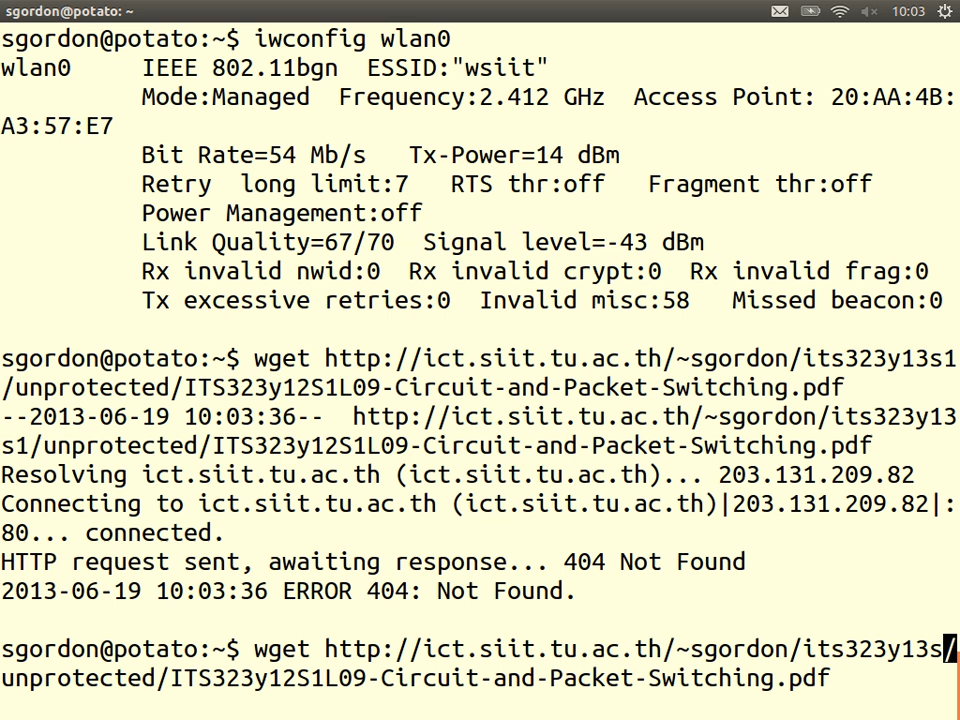 sgordon@potato: ~
10:03
sgordon@potato:~$ iwconfig wlan0
wlan0     IEEE 802.11bgn  ESSID:"wsiit"
          Mode:Managed  Frequency:2.412 GHz  Access Point: 20:AA:4B:
A3:57:E7
          Bit Rate=54 Mb/s   Tx-Power=14 dBm
          Retry  long limit:7   RTS thr:off   Fragment thr:off
          Power Management:off
          Link Quality=67/70  Signal level=-43 dBm
          Rx invalid nwid:0  Rx invalid crypt:0  Rx invalid frag:0
          Tx excessive retries:0  Invalid misc:58   Missed beacon:0
sgordon@potato:~$ wget http://ict.siit.tu.ac.th/~sgordon/its323y13s1
/unprotected/ITS323y12S1L09-Circuit-and-Packet-Switching.pdf
--2013-06-19 10:03:36--  http://ict.siit.tu.ac.th/~sgordon/its323y13
s1/unprotected/ITS323y12S1L09-Circuit-and-Packet-Switching.pdf
Resolving ict.siit.tu.ac.th (ict.siit.tu.ac.th)... 203.131.209.82
Connecting to ict.siit.tu.ac.th (ict.siit.tu.ac.th)|203.131.209.82|:
80... connected.
HTTP request sent, awaiting response... 404 Not Found
2013-06-19 10:03:36 ERROR 404: Not Found.
sgordon@potato:~$ wget http://ict.siit.tu.ac.th/~sgordon/its323y13s/
unprotected/ITS323y12S1L09-Circuit-and-Packet-Switching.pdf